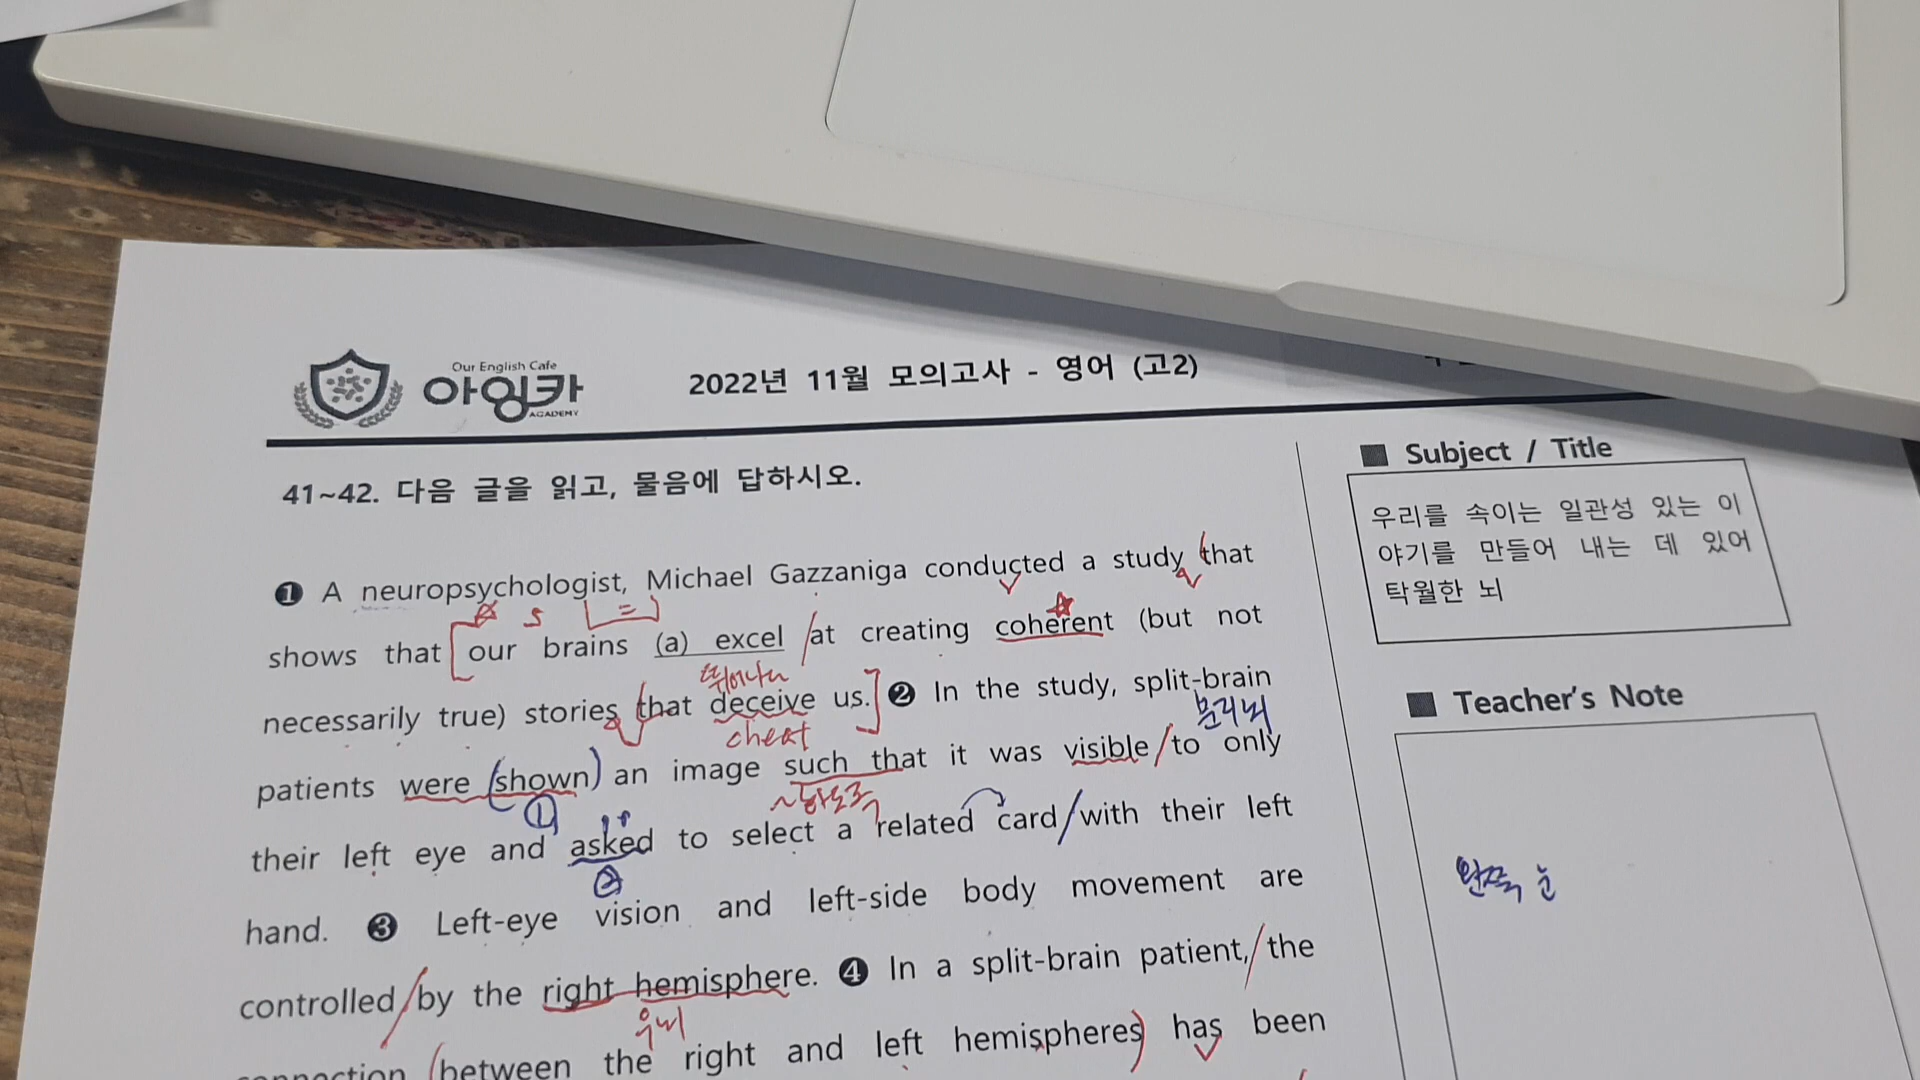 Our English Cafe
아잉카
ACADEMY
2022년 11월 모의고사 - 영어 (고2)
41~42. 다음 글을 읽고, 물음에 답하시오.
❶ A neuropsychologist, Michael Gazzaniga conducted a study that
shows that our brains (a) excel at creating coherent (but not
뛰어나다
necessarily true) stories that deceive us. ❷ In the study, split-brain
cheat
분리뇌
patients were (shown) an image such that it was visible to only
①
~하도록
their left eye and asked to select a related card with their left
②
hand. ❸ Left-eye vision and left-side body movement are
controlled by the right hemisphere. ❹ In a split-brain patient, the
우뇌
connection (between the right and left hemispheres) has been
■ Subject / Title
우리를 속이는 일관성 있는 이
야기를 만들어 내는 데 있어
탁월한 뇌
■ Teacher's Note
왼쪽 눈